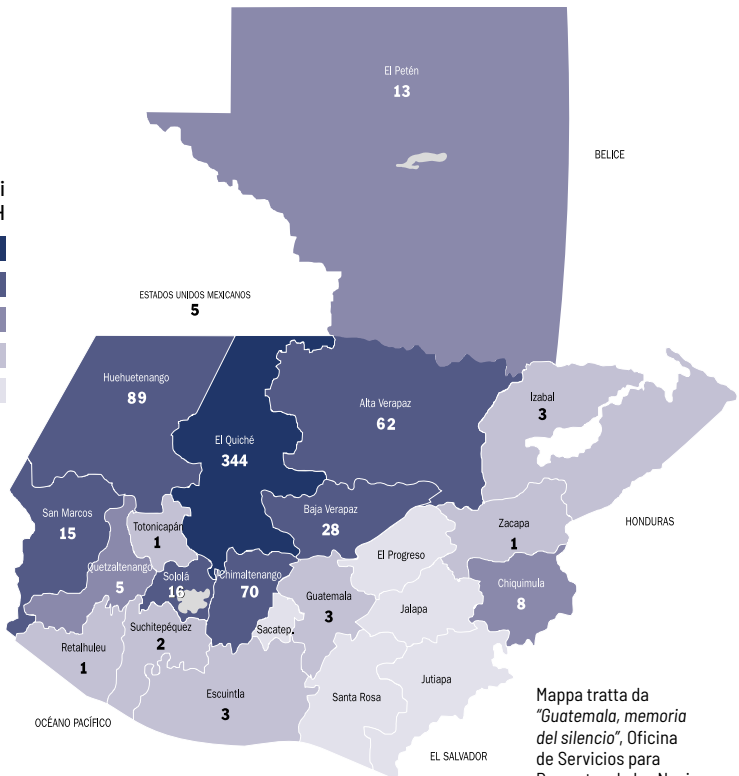 El Petén
13
BELICE
i
H
ESTADOS UNIDOS MEXICANOS
5
Huehuetenango
89
El Quiché
344
Alta Verapaz
62
Izabal
3
San Marcos
15
Totonicapán
1
Baja Verapaz
28
Zacapa
1
HONDURAS
El Progreso
Quetzaltenango
5
Sololá
16
Chimaltenango
70
Guatemala
3
Chiquimula
8
Jalapa
Suchitepéquez
2
Sacatep.
Retalhuleu
1
Escuintla
3
Santa Rosa
Jutiapa
OCÉANO PACÍFICO
EL SALVADOR
Mappa tratta da
"Guatemala, memoria
del silencio", Oficina
de Servicios para